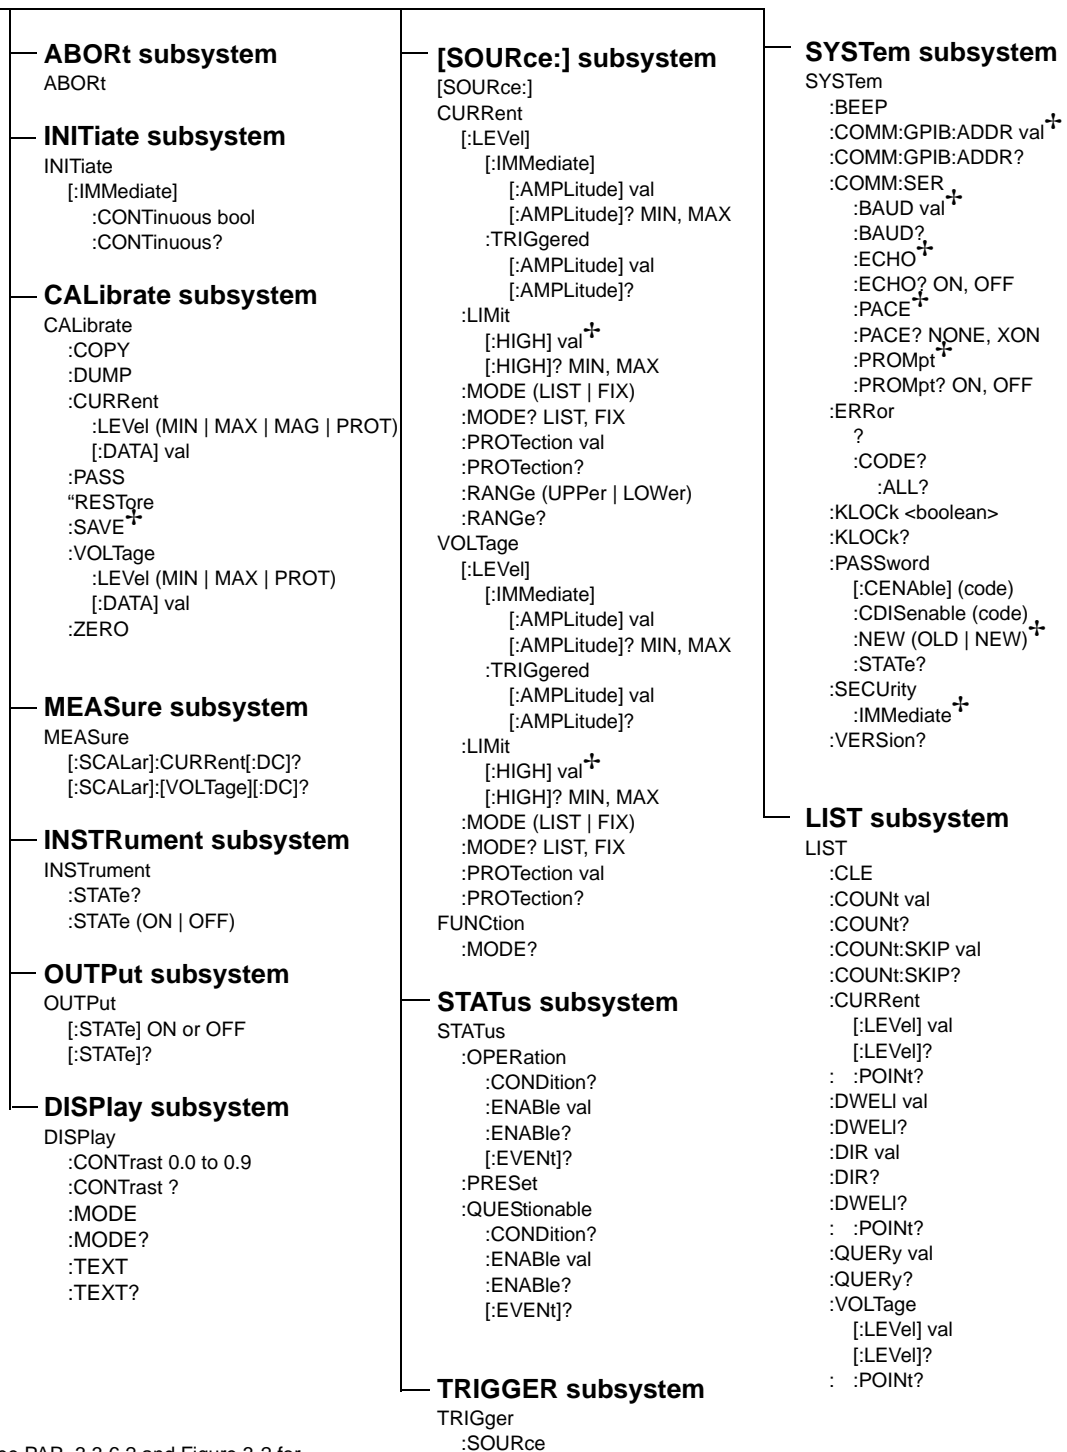 ABORt subsystem
ABORt
INITiate subsystem
INITiate
[:IMMediate]
:CONTinuous bool
:CONTinuous?
CALibrate subsystem
CALibrate
:COPY
:DUMP
:CURRent
:LEVel (MIN | MAX | MAG | PROT)
[:DATA] val
:PASS
“RESTore
:SAVE✢
:VOLTage
:LEVel (MIN | MAX | PROT)
[:DATA] val
:ZERO
MEASure subsystem
MEASure
[:SCALar]:CURRent[:DC]?
[:SCALar]:[VOLTage][:DC]?
INSTRument subsystem
INSTrument
:STATe?
:STATe (ON | OFF)
OUTPut subsystem
OUTPut
[:STATe] ON or OFF
[:STATe]?
DISPlay subsystem
DISPlay
:CONTrast 0.0 to 0.9
:CONTrast ?
:MODE
:MODE?
:TEXT
:TEXT?
[SOURce:] subsystem
[SOURce:]
CURRent
[:LEVel]
[:IMMediate]
[:AMPLitude] val
[:AMPLitude]? MIN, MAX
:TRIGgered
[:AMPLitude] val
[:AMPLitude]?
:LIMit
[:HIGH] val✢
[:HIGH]? MIN, MAX
:MODE (LIST | FIX)
:MODE? LIST, FIX
:PROTection val
:PROTection?
:RANGe (UPPer | LOWer)
:RANGe?
VOLTage
[:LEVel]
[:IMMediate]
[:AMPLitude] val
[:AMPLitude]? MIN, MAX
:TRIGgered
[:AMPLitude] val
[:AMPLitude]?
:LIMit
[:HIGH] val✢
[:HIGH]? MIN, MAX
:MODE (LIST | FIX)
:MODE? LIST, FIX
:PROTection val
:PROTection?
FUNCtion
:MODE?
STATus subsystem
STATus
:OPERation
:CONDition?
:ENABle val
:ENABle?
[:EVENt]?
:PRESet
:QUEStionable
:CONDition?
:ENABle val
:ENABle?
[:EVENt]?
TRIGGER subsystem
TRIGger
:SOURce
SYSTem subsystem
SYSTem
:BEEP
:COMM:GPIB:ADDR val✢
:COMM:GPIB:ADDR?
:COMM:SER
:BAUD val✢
:BAUD?
:ECHO✢
:ECHO? ON, OFF
:PACE✢
:PACE? NONE, XON
:PROMpt✢
:PROMpt? ON, OFF
:ERRor
?
:CODE?
:ALL?
:KLOCk <boolean>
:KLOCk?
:PASSword
[:CENAble] (code)
:CDISenable (code)
:NEW (OLD | NEW)✢
:STATe?
:SECUrity
:IMMediate✢
:VERSion?
LIST subsystem
LIST
:CLE
:COUNt val
:COUNt?
:COUNt:SKIP val
:COUNt:SKIP?
:CURRent
[:LEVel] val
[:LEVel]?
: :POINt?
:DWELl val
:DWELl?
:DIR val
:DIR?
:DWELl?
: :POINt?
:QUERy val
:QUERy?
:VOLTage
[:LEVel] val
[:LEVel]?
: :POINt?